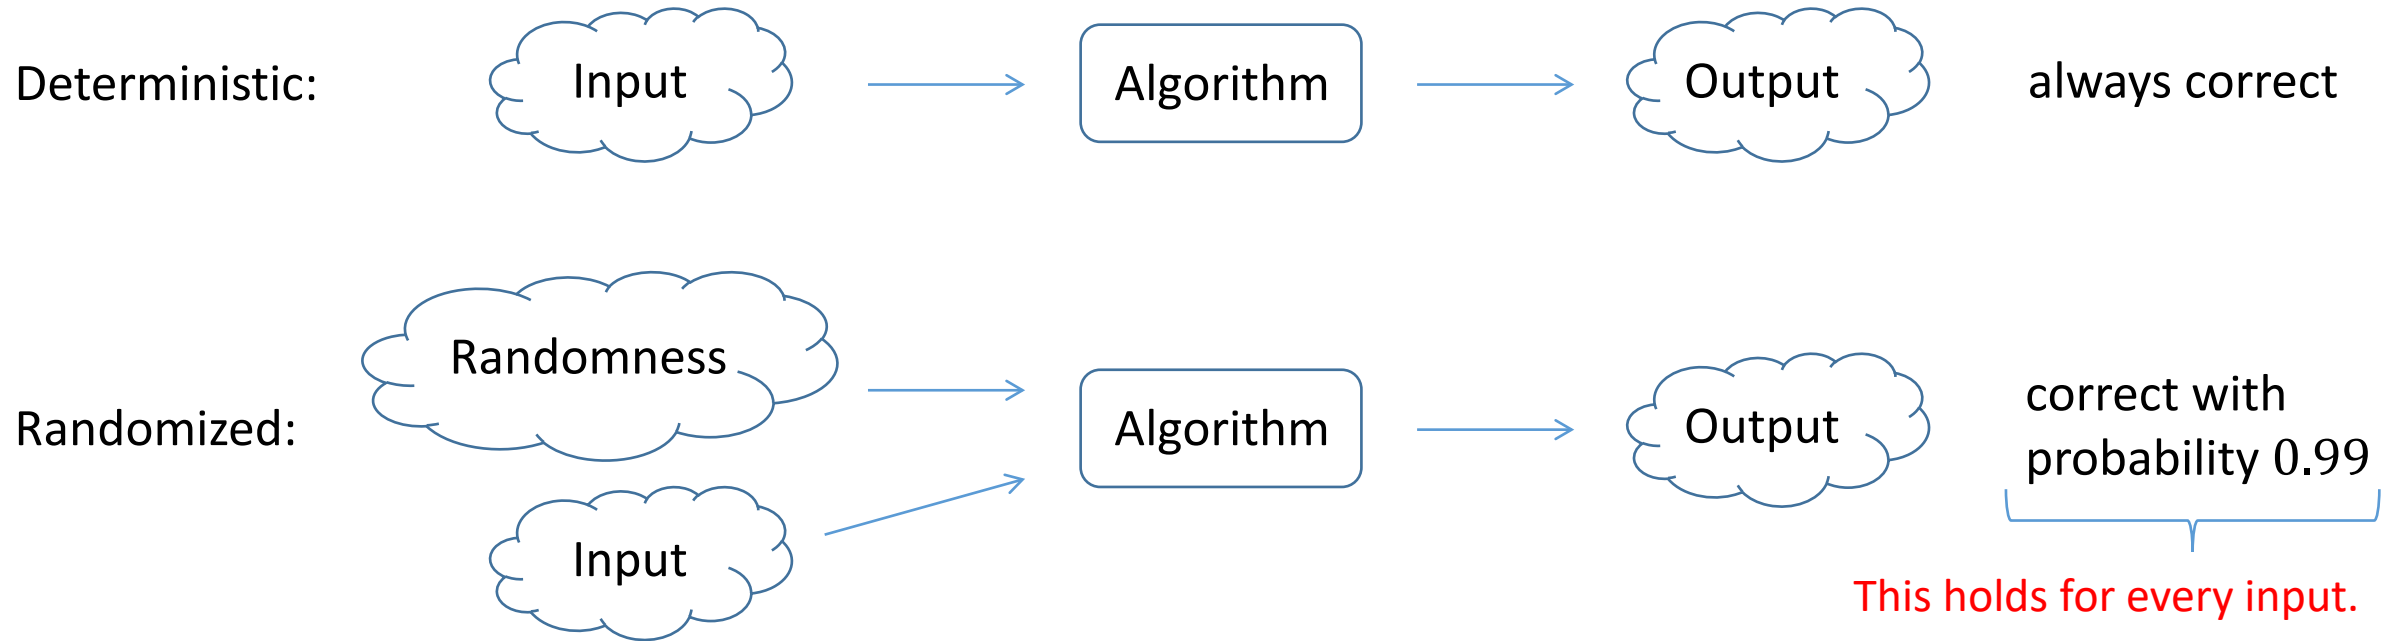 Deterministic:
Input
Algorithm
Output
always correct
Randomized:
Randomness
Input
Algorithm
Output
correct with
probability 0.99
This holds for every input.